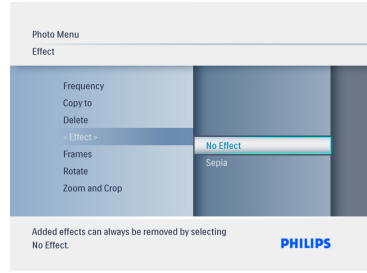 Photo Menu
Effect
Frequency
Copy to
Delete
< Effect >
Frames
Rotate
Zoom and Crop
No Effect
Sepia
Added effects can always be removed by selecting
No Effect.
PHILIPS